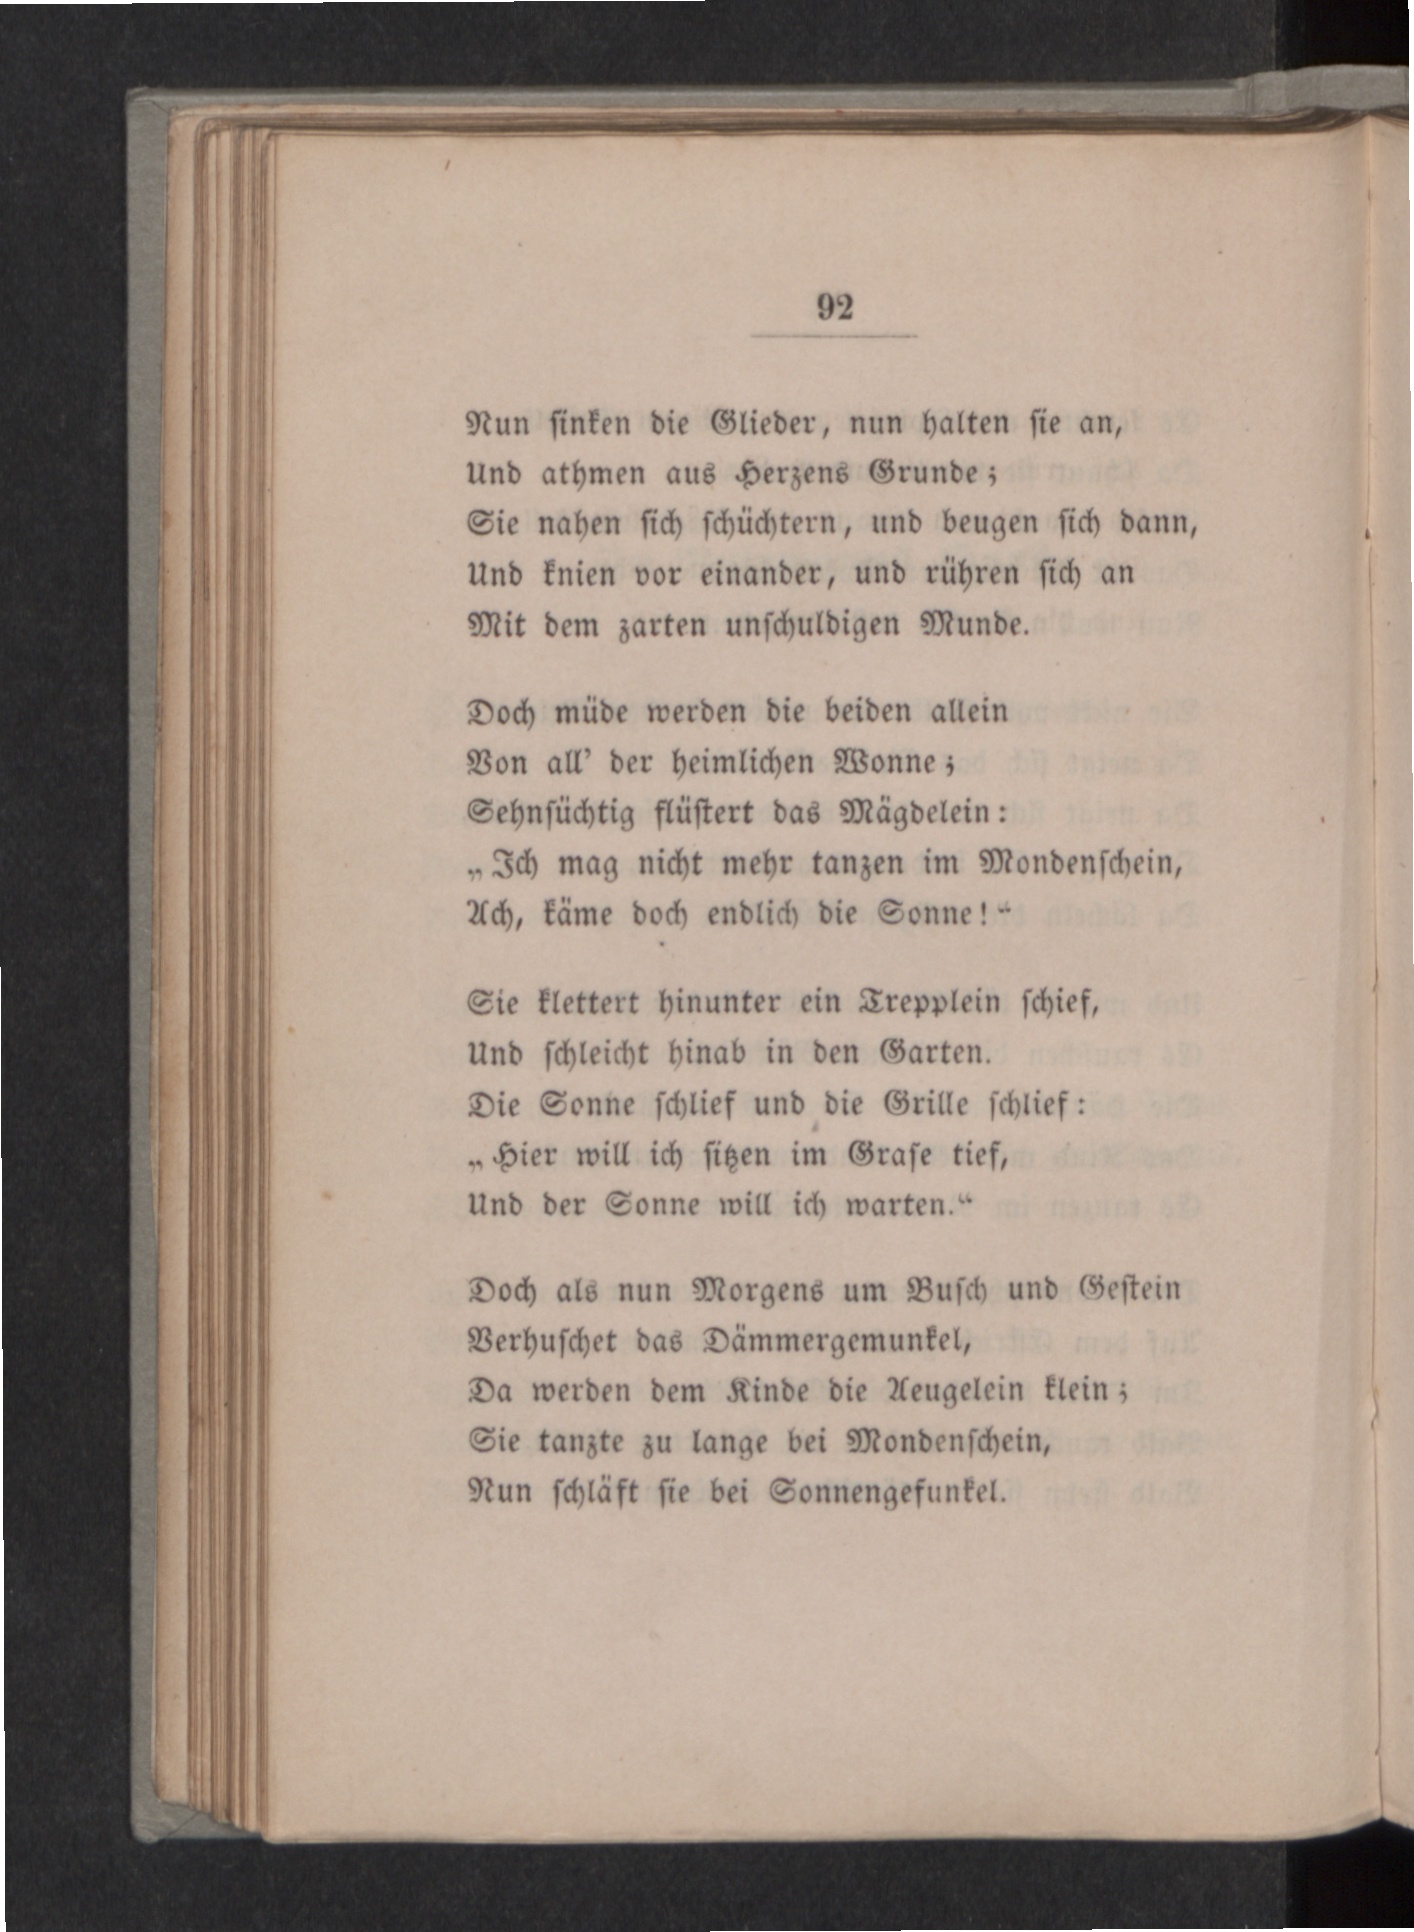 92
Nun sinken die Glieder, nun halten sie an,
Und athmen aus Herzens Grunde;
Sie nahen sich schüchtern, und beugen sich dann,
Und knien vor einander, und rühren sich an
Mit dem zarten unschuldigen Munde.
Doch müde werden die beiden allein
Von all’ der heimlichen Wonne;
Sehnsüchtig flüstert das Mägdelein:
„Ich mag nicht mehr tanzen im Mondenschein,
Ach, käme doch endlich die Sonne!“
Sie klettert hinunter ein Trepplein schief,
Und schleicht hinab in den Garten.
Die Sonne schlief und die Grille schlief:
„Hier will ich sitzen im Grase tief,
Und der Sonne will ich warten.“
Doch als nun Morgens um Busch und Gestein
Verhuschet das Dämmergemunkel,
Da werden dem Kinde die Aeugelein klein;
Sie tanzte zu lange bei Mondenschein,
Nun schläft sie bei Sonnengefunkel.